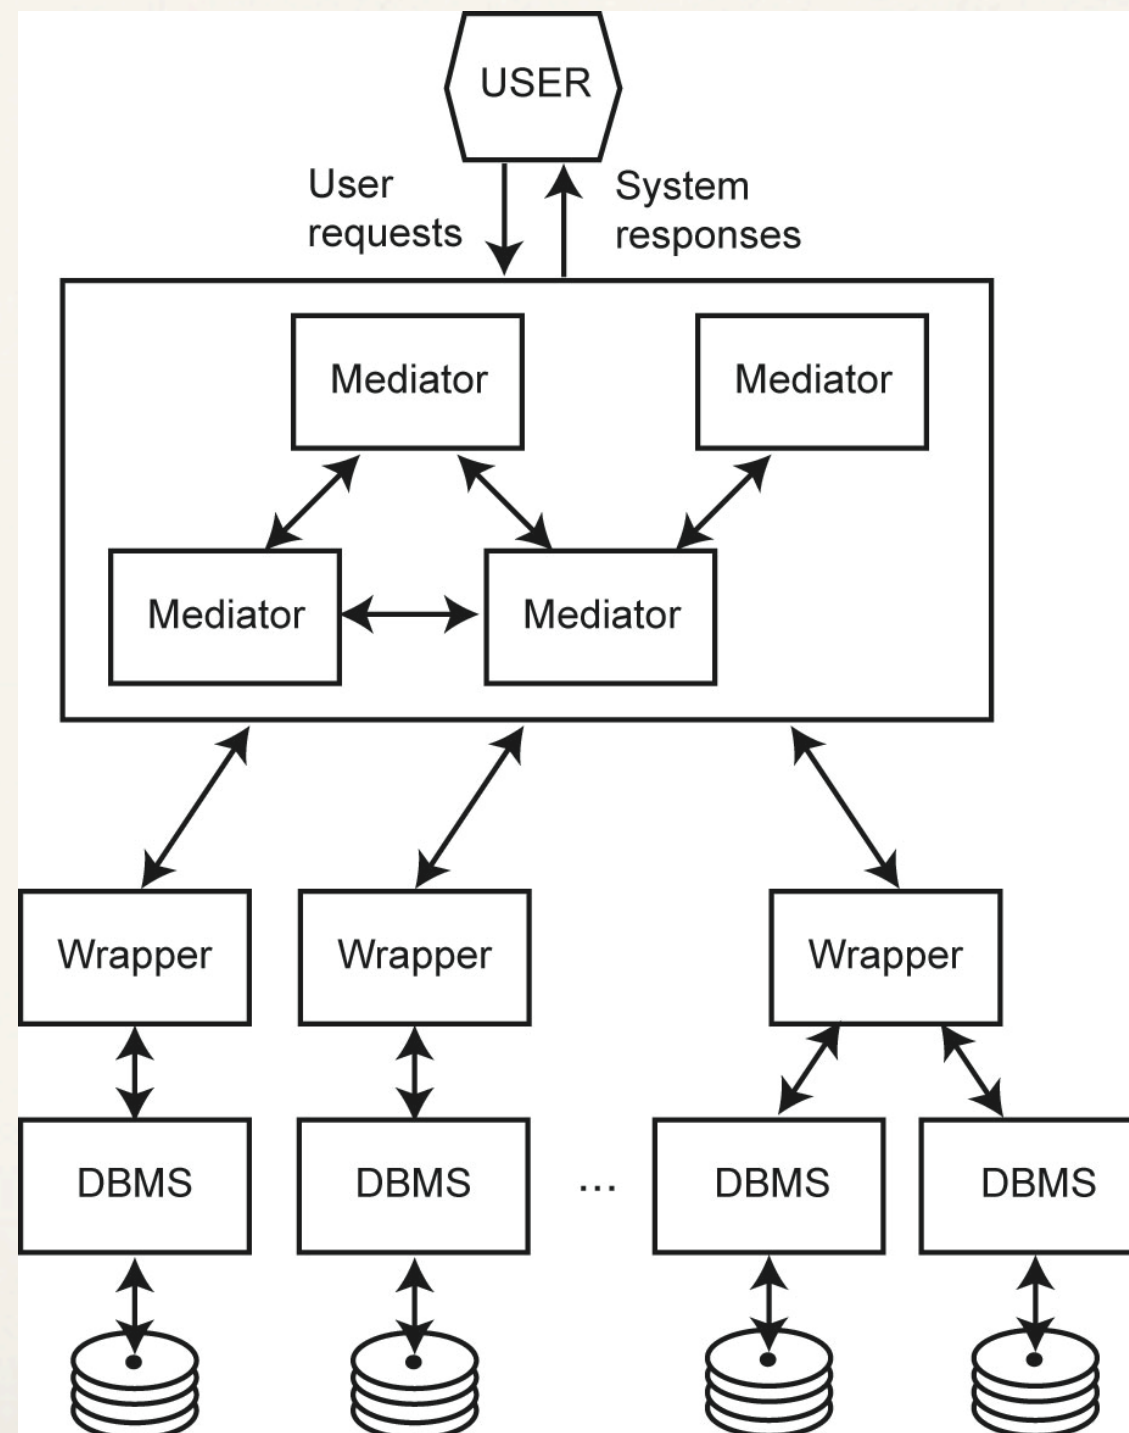 USER
User
requests
System
responses
Mediator
Mediator
Mediator
Mediator
Wrapper
Wrapper
Wrapper
DBMS
DBMS
...
DBMS
DBMS